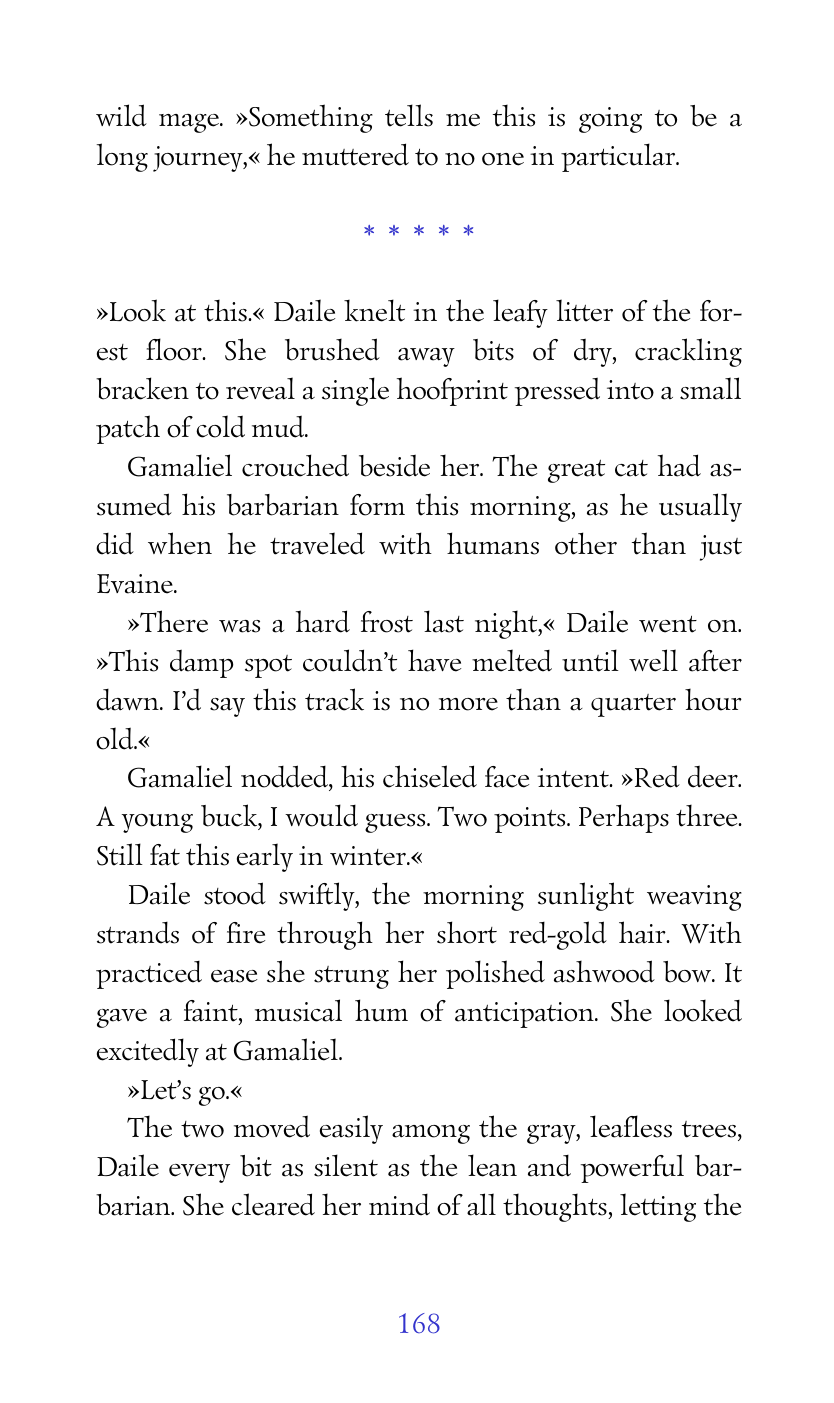 wild mage. »Something tells me this is going to be a
long journey,« he muttered to no one in particular.
* * * * *
»Look at this.« Daile knelt in the leafy litter of the for-
est floor. She brushed away bits of dry, crackling
bracken to reveal a single hoofprint pressed into a small
patch of cold mud.
Gamaliel crouched beside her. The great cat had as-
sumed his barbarian form this morning, as he usually
did when he traveled with humans other than just
Evaine.
»There was a hard frost last night,« Daile went on.
»This damp spot couldn’t have melted until well after
dawn. I’d say this track is no more than a quarter hour
old.«
Gamaliel nodded, his chiseled face intent. »Red deer.
A young buck, I would guess. Two points. Perhaps three.
Still fat this early in winter.«
Daile stood swiftly, the morning sunlight weaving
strands of fire through her short red-gold hair. With
practiced ease she strung her polished ashwood bow. It
gave a faint, musical hum of anticipation. She looked
excitedly at Gamaliel.
»Let’s go.«
The two moved easily among the gray, leafless trees,
Daile every bit as silent as the lean and powerful bar-
barian. She cleared her mind of all thoughts, letting the
168